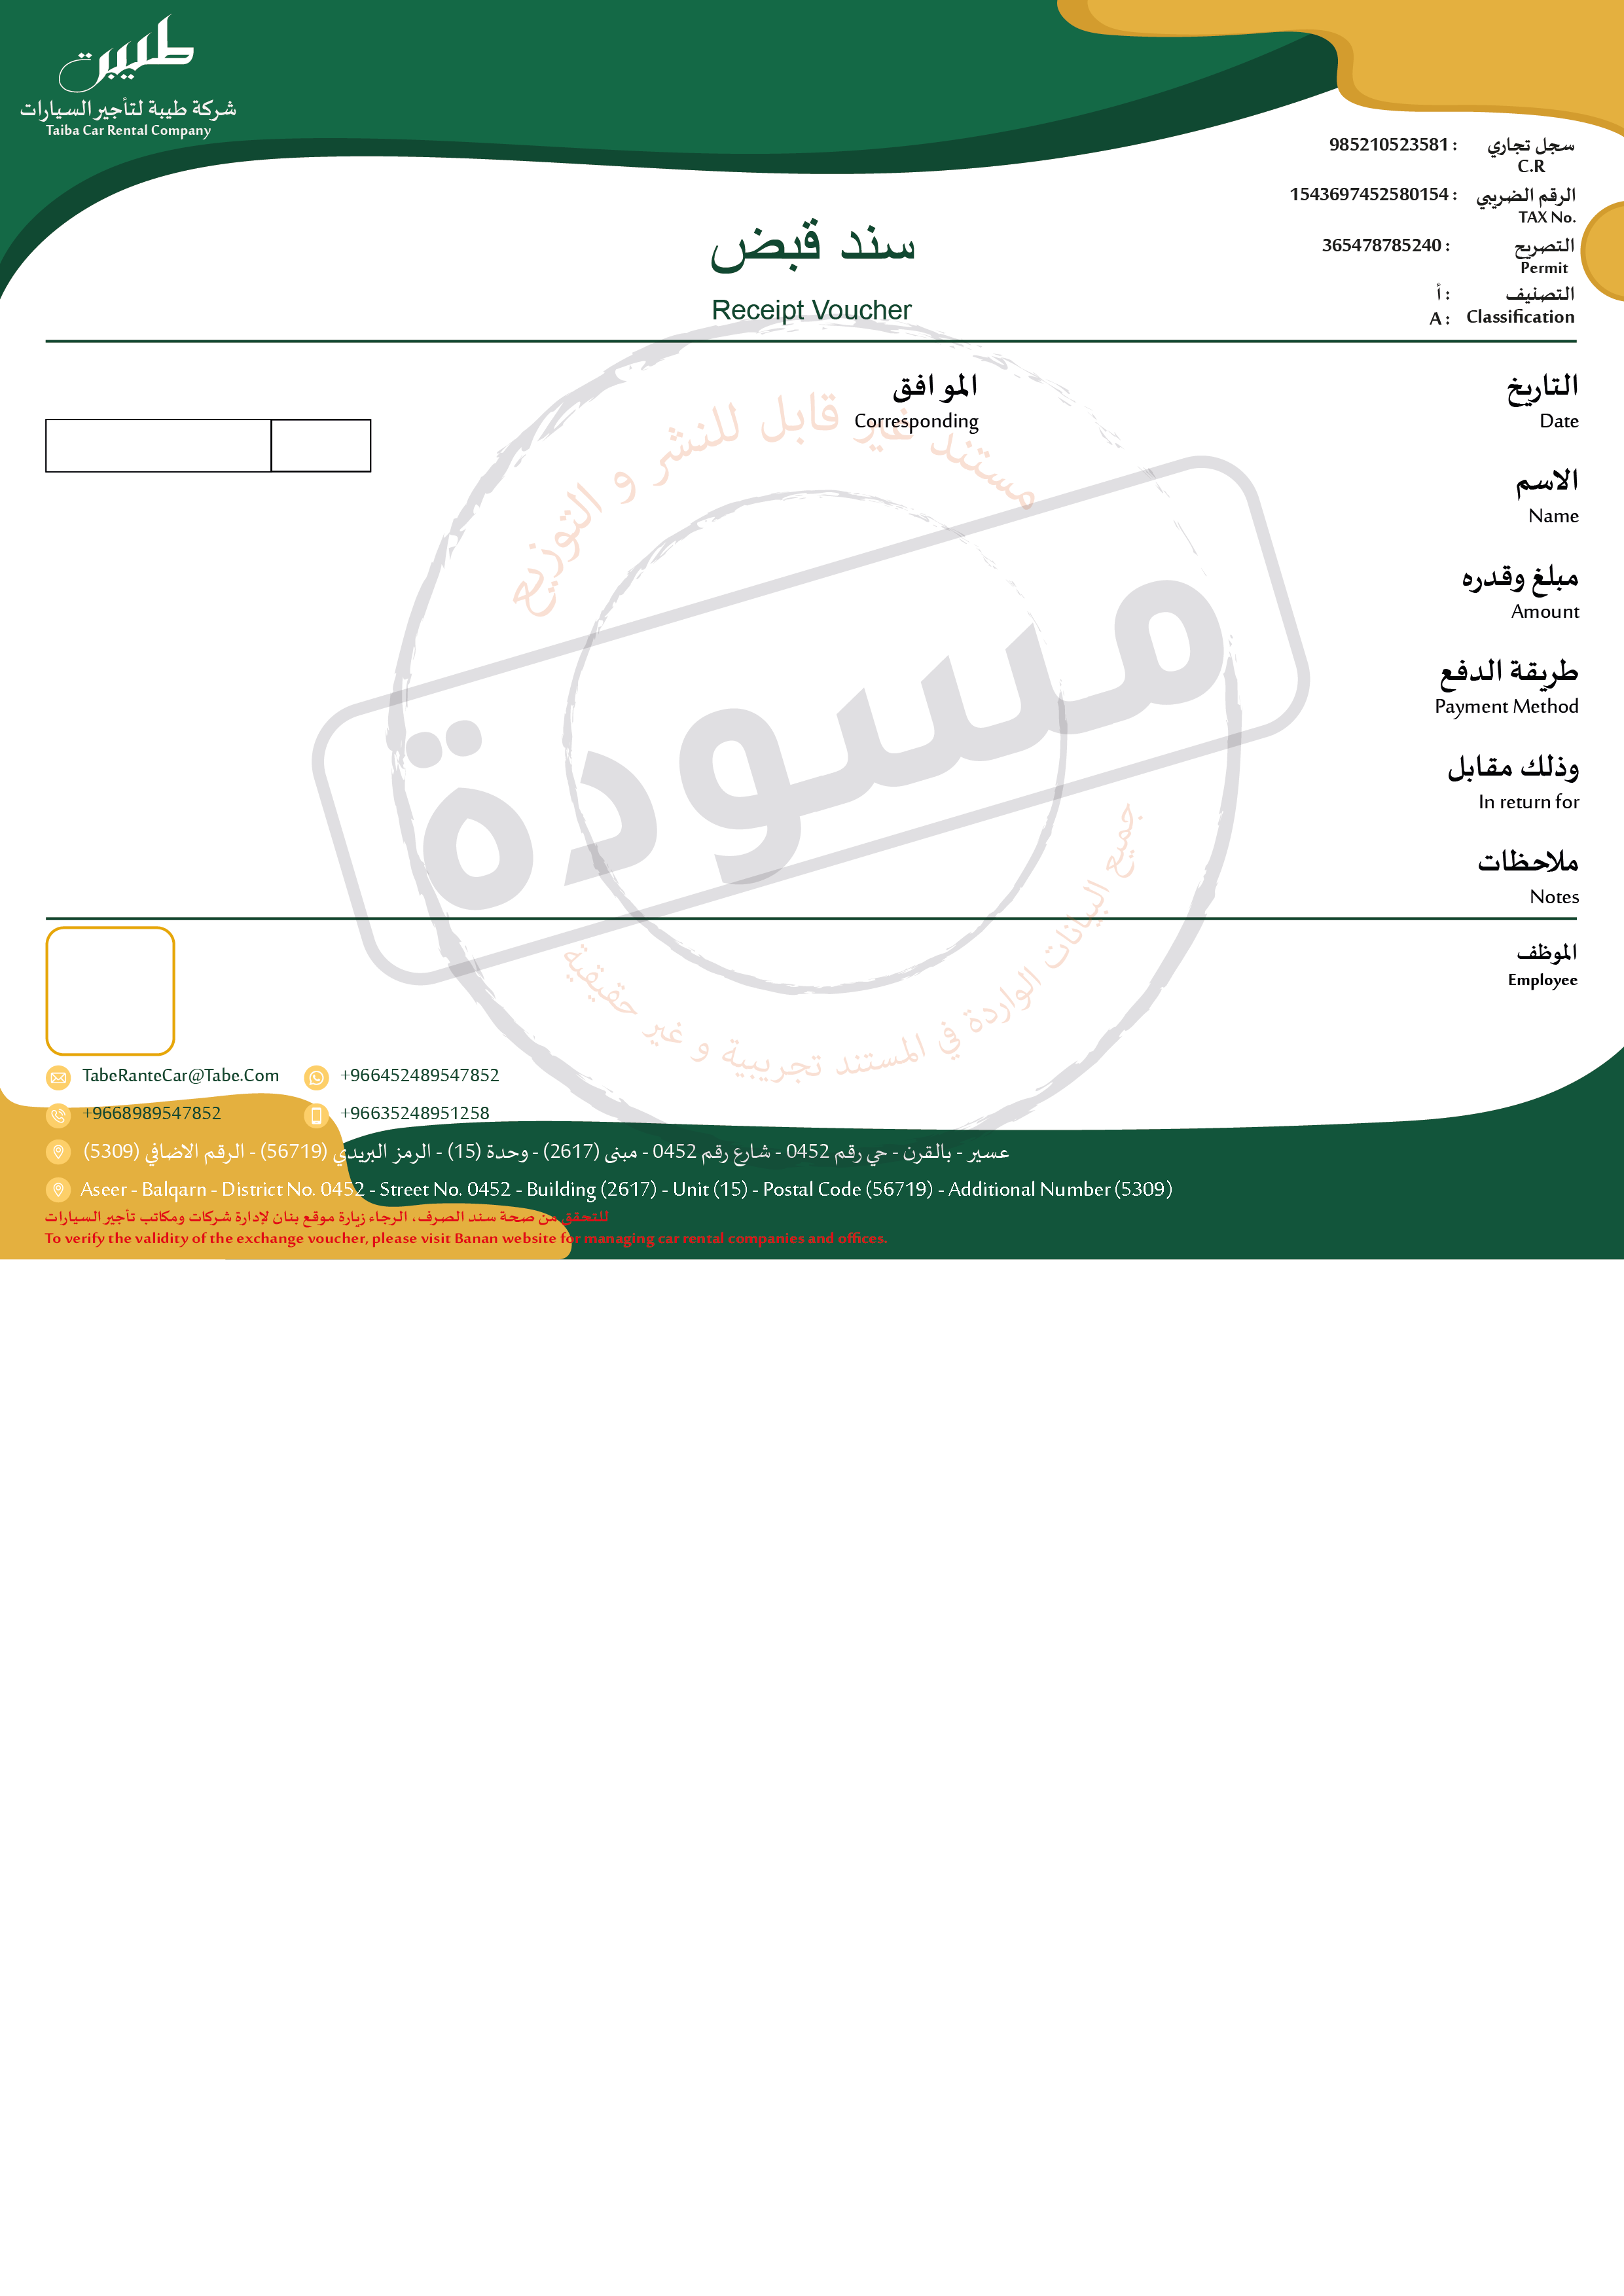 طيبة
شركة طيبة لتأجير السيارات
Taiba Car Rental Company
سجل تجاري : 985210523581
C.R
الرقم الضريبي : 1543697452580154
TAX No.
التصريح : 365478785240
Permit
التصنيف : أ
Classification : A
سند قبض
Receipt Voucher
التاريخ
Date
الموافق
Corresponding
الاسم
Name
مبلغ وقدره
Amount
طريقة الدفع
Payment Method
وذلك مقابل
In return for
ملاحظات
Notes
مستند غير قابل للنشر و التوزيع
مسودة
جميع البيانات الواردة في المستند تجريبية و غير حقيقية
الموظف
Employee
TabeRanteCar@Tabe.Com
+966452489547852
+9668989547852
+96635248951258
عسير - بالقرن - حي رقم 0452 - شارع رقم 0452 - مبنى (2617) - وحدة (15) - الرمز البريدي (56719) - الرقم الاضافي (5309)
Aseer - Balqarn - District No. 0452 - Street No. 0452 - Building (2617) - Unit (15) - Postal Code (56719) - Additional Number (5309)
للتحقق من صحة سند الصرف، الرجاء زيارة موقع بنان لإدارة شركات ومكاتب تأجير السيارات
To verify the validity of the exchange voucher, please visit Banan website for managing car rental companies and offices.